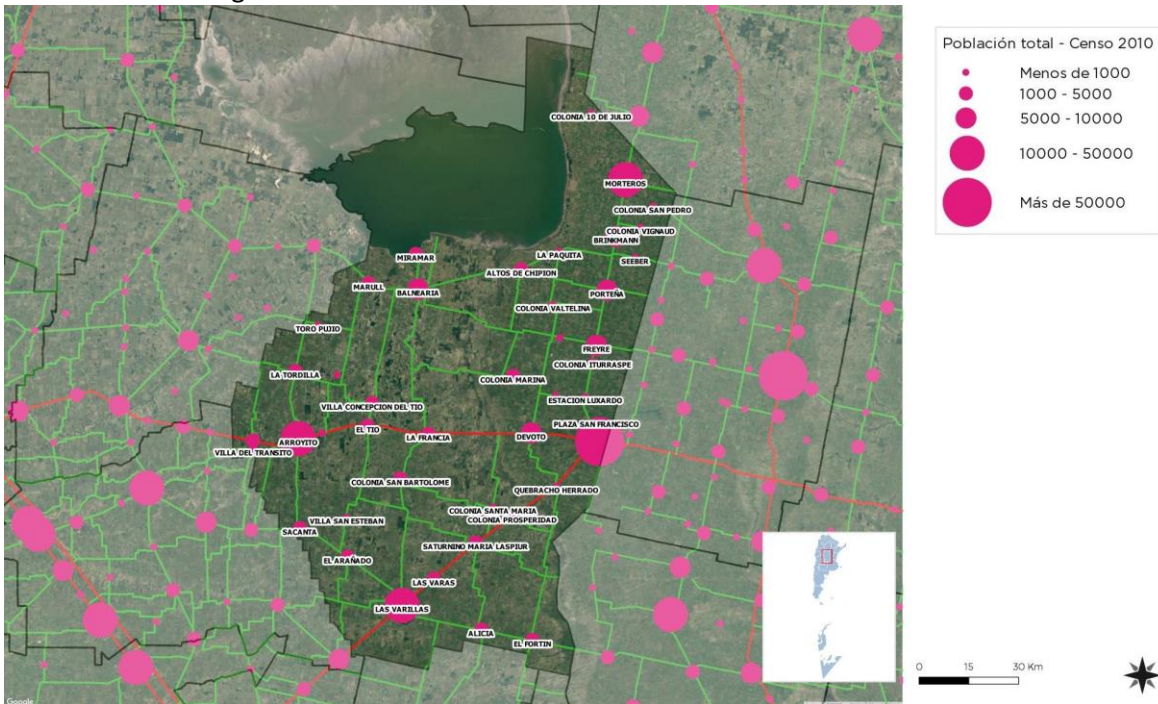 Población total - Censo 2010
Menos de 1000
1000 - 5000
5000 - 10000
10000 - 50000
Más de 50000
COLONIA 10 DE JULIO
MORTEROS
COLONIA SAN PEDRO
COLONIA VIGNAUD
BRINKMANN
LA PAQUITA
SEEBER
MIRAMAR
ALTOS DE CHIPION
MARULL
BALNEARIA
PORTEÑA
COLONIA VALTELINA
TORO PUJIO
FREYRE
COLONIA ITURRASPE
LA TORDILLA
COLONIA MARINA
VILLA CONCEPCION DEL TIO
ESTACION LUXARDO
PLAZA SAN FRANCISCO
EL TIO
LA FRANCIA
DEVOTO
ARROYITO
VILLA DEL TRANSITO
COLONIA SAN BARTOLOME
QUEBRACHO HERRADO
COLONIA SANTA MARIA
COLONIA PROSPERIDAD
VILLA SAN ESTEBAN
SACANTA
SATURNINO MARIA LASPIUR
EL ARAÑADO
LAS VARAS
LAS VARILLAS
ALICIA
EL FORTIN
0 15 30 Km
Google